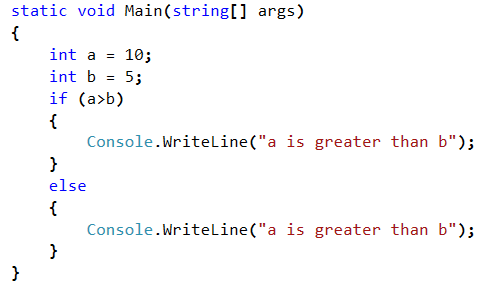 static void Main(string[] args)
{
    int a = 10;
    int b = 5;
    if (a>b)
    {
        Console.WriteLine("a is greater than b");
    }
    else
    {
        Console.WriteLine("a is greater than b");
    }
}